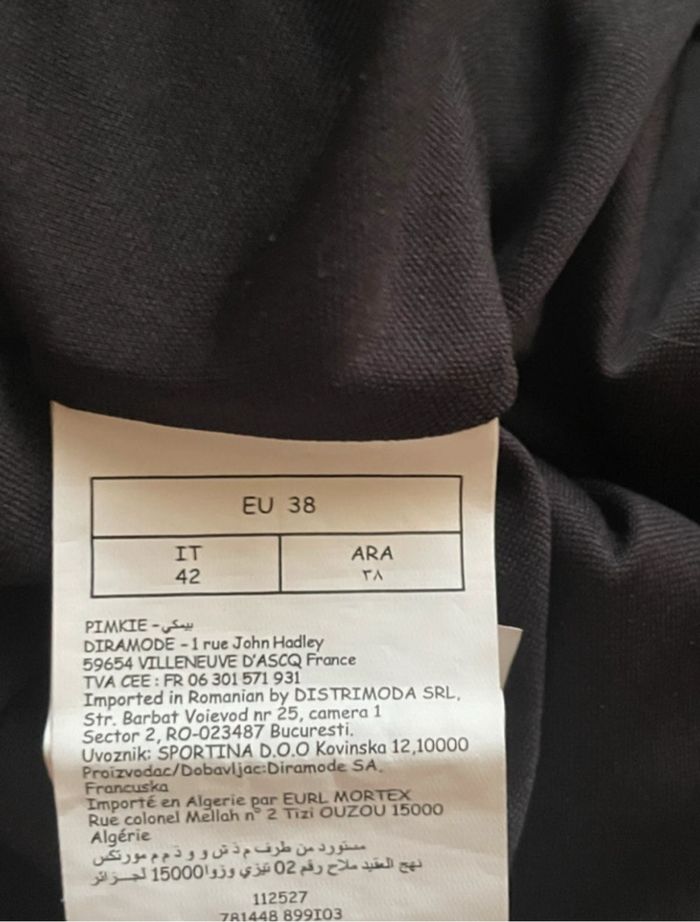 EU 38
IT
42
ARA
٣٨
PIMKIE - بيمكي
DIRAMODE - 1 rue John Hadley
59654 VILLENEUVE D'ASCQ France
TVA CEE : FR 06 301 571 931
Imported in Romanian by DISTRIMODA SRL,
Str. Barbat Voievod nr 25, camera 1
Sector 2, RO-023487 Bucuresti.
Uvoznik: SPORTINA D.O.O Kovinska 12,10000
Proizvodac/Dobavljac:Diramode SA,
Francuska
Importé en Algerie par EURL MORTEX
Rue colonel Mellah n° 2 Tizi OUZOU 15000
Algérie
مستورد من طرف م ذ ش و و ذ م م مورتكس
نهج العقيد ملاح رقم 02 تيزي وزو 15000 لجزائر
112527
781448 899I03